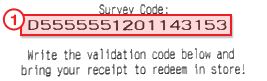 Survey Code:
1
D5555551201143153
Write the validation code below and
bring your receipt to redeem in store!